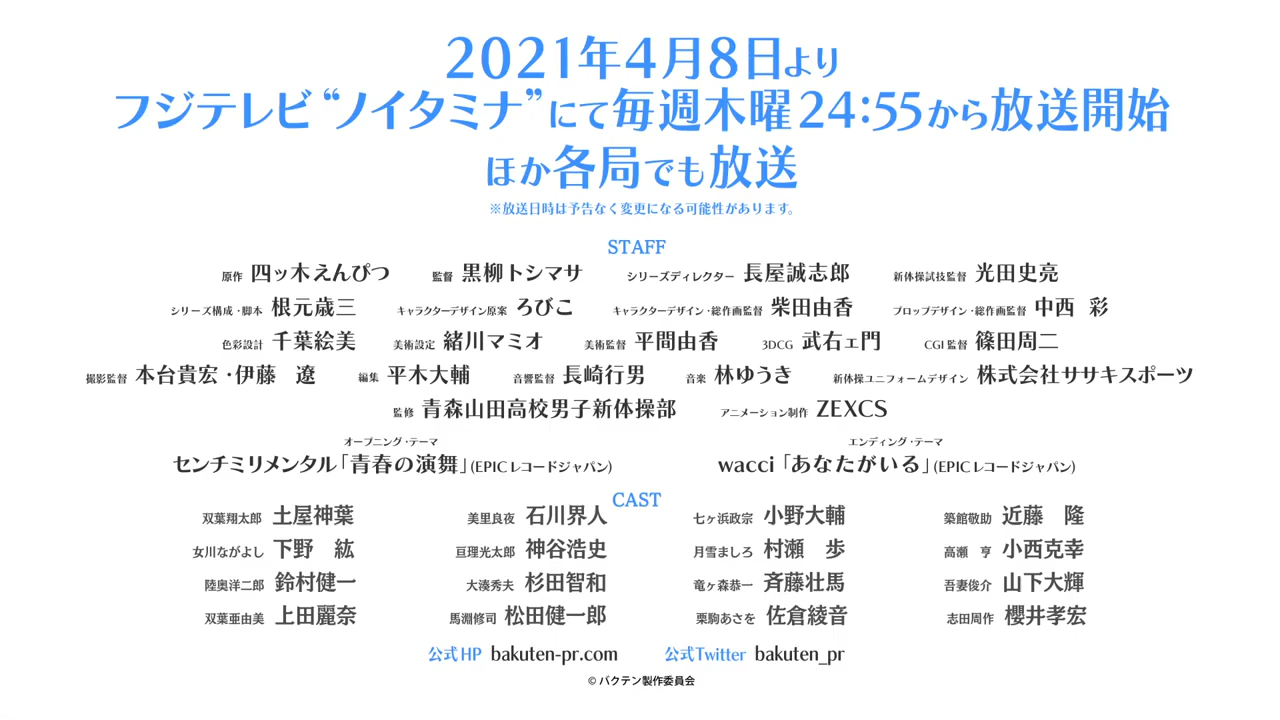 2021年4月8日より
フジテレビ“ノイタミナ”にて毎週木曜24:55から放送開始
ほか各局でも放送
※放送日時は予告なく変更になる可能性があります。
STAFF
原作 四ッ木えんぴつ 監督 黒柳トシマサ シリーズディレクター 長屋誠志郎 新体操試技監督 光田史亮
シリーズ構成・脚本 根元歳三 キャラクターデザイン原案 ろびこ キャラクターデザイン・総作画監督 柴田由香 プロップデザイン・総作画監督 中西 彩
色彩設計 千葉絵美 美術設定 緒川マミオ 美術監督 平間由香 3DCG 武右ェ門 CGI監督 篠田周二
撮影監督 本台貴宏・伊藤 遼 編集 平木大輔 音響監督 長崎行男 音楽 林ゆうき 新体操ユニフォームデザイン 株式会社ササキスポーツ
監修 青森山田高校男子新体操部 アニメーション制作 ZEXCS
オープニング・テーマ エンディング・テーマ
センチミリメンタル「青春の演舞」(EPICレコードジャパン) wacci「あなたがいる」(EPICレコードジャパン)
CAST
双葉翔太郎 土屋神葉 美里良夜 石川界人 七ヶ浜政宗 小野大輔 築館敬助 近藤 隆
女川ながよし 下野 紘 亘理光太郎 神谷浩史 月雪ましろ 村瀬 歩 高瀬 亨 小西克幸
陸奥洋二郎 鈴村健一 大湊秀夫 杉田智和 竜ヶ森恭一 斉藤壮馬 吾妻俊介 山下大輝
双葉亜由美 上田麗奈 馬淵修司 松田健一郎 栗駒あさを 佐倉綾音 志田周作 櫻井孝宏
公式HP bakuten-pr.com 公式Twitter bakuten_pr
© バクテン製作委員会